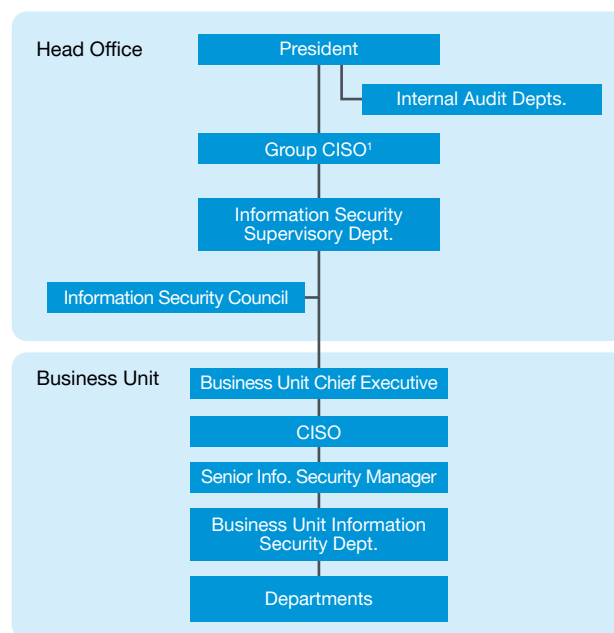 Head Office
President
Internal Audit Depts.
Group CISO¹
Information Security
Supervisory Dept.
Information Security Council
Business Unit
Business Unit Chief Executive
CISO
Senior Info. Security Manager
Business Unit Information
Security Dept.
Departments